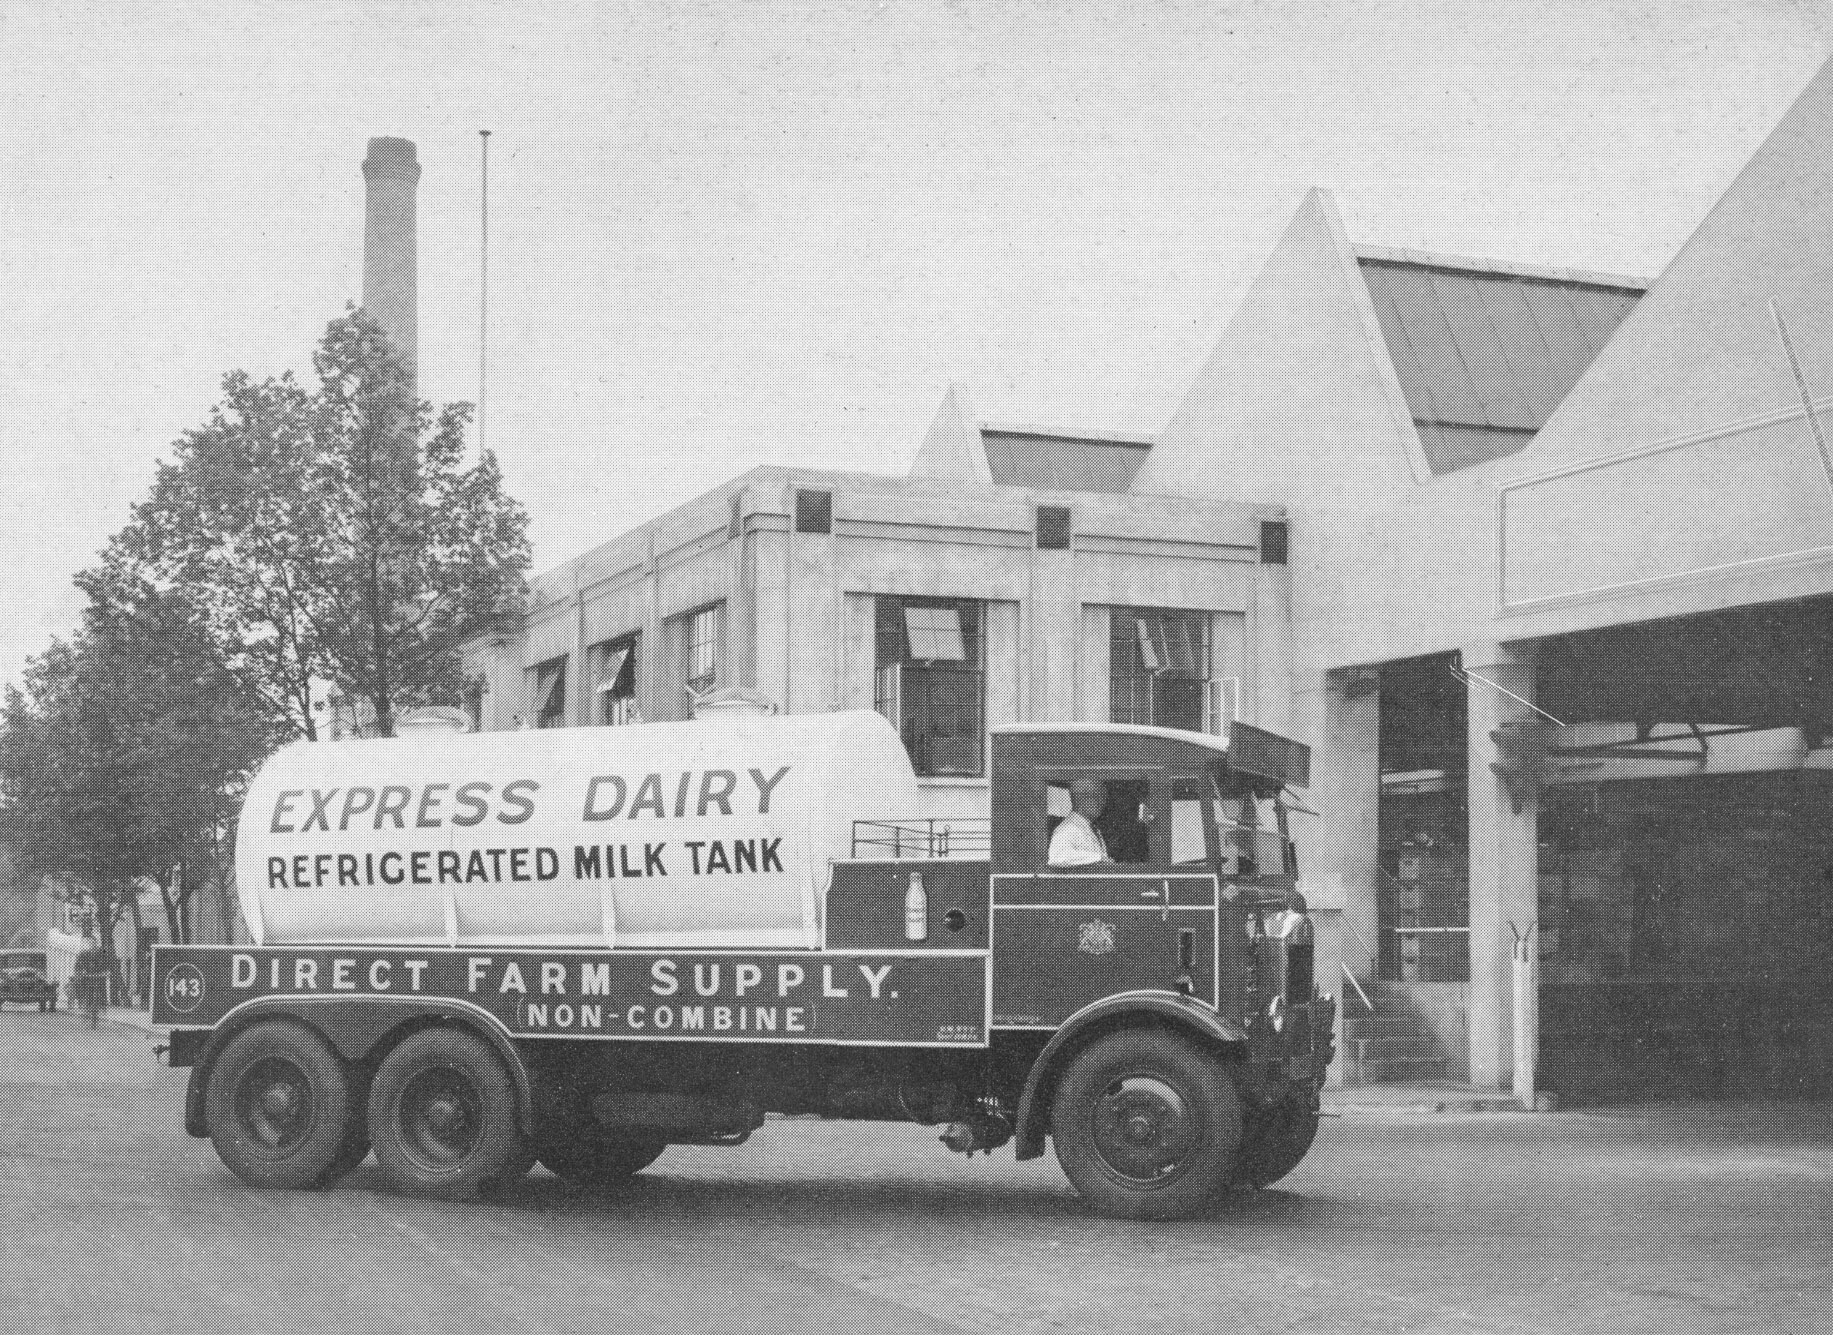 EXPRESS DAIRY
REFRIGERATED MILK TANK
143
DIRECT FARM SUPPLY.
(NON-COMBINE)